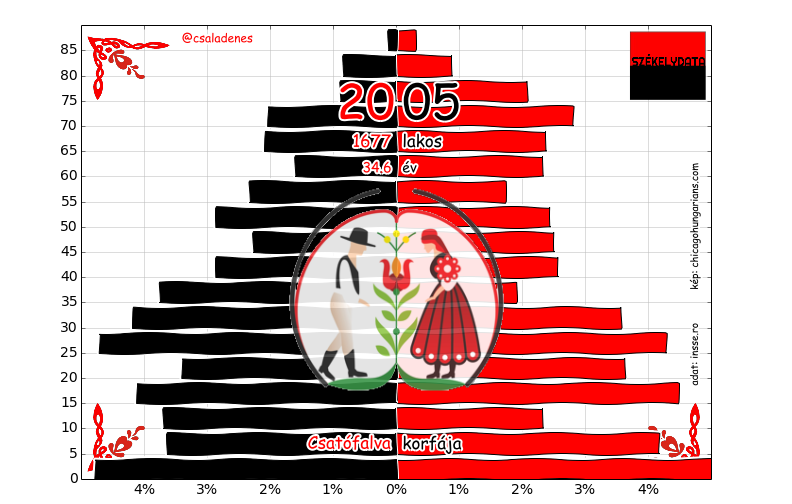 @csaladenes
SZÉKELYDATA
2005
1677 lakos
34.6 év
Csatófalva korfája
kép: chicagohungarians.com
adat: insse.ro
85
80
75
70
65
60
55
50
45
40
35
30
25
20
15
10
5
0
4% 3% 2% 1% 0% 1% 2% 3% 4%